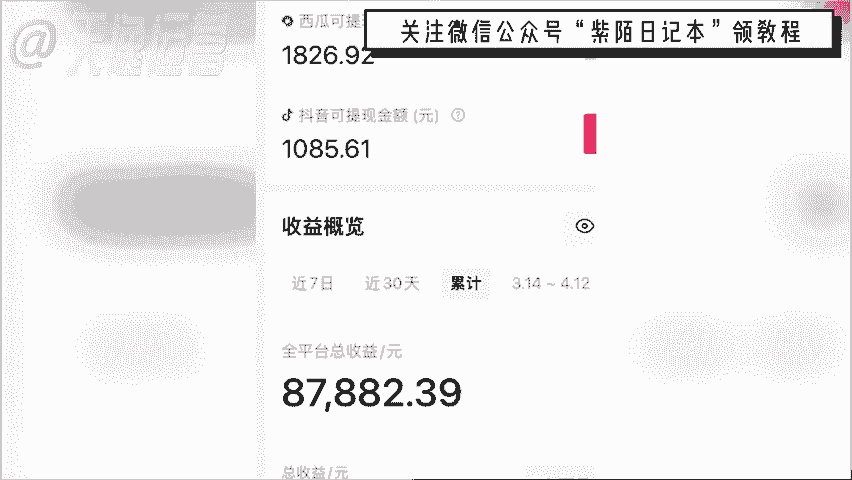 关注微信公众号“紫陌日记本”领教程
西瓜可提
1826.92
抖音可提现金额 (元)
1085.61
收益概览
近7日 近30天 累计 3.14 ~ 4.12
全平台总收益/元
87,882.39
总收益/元